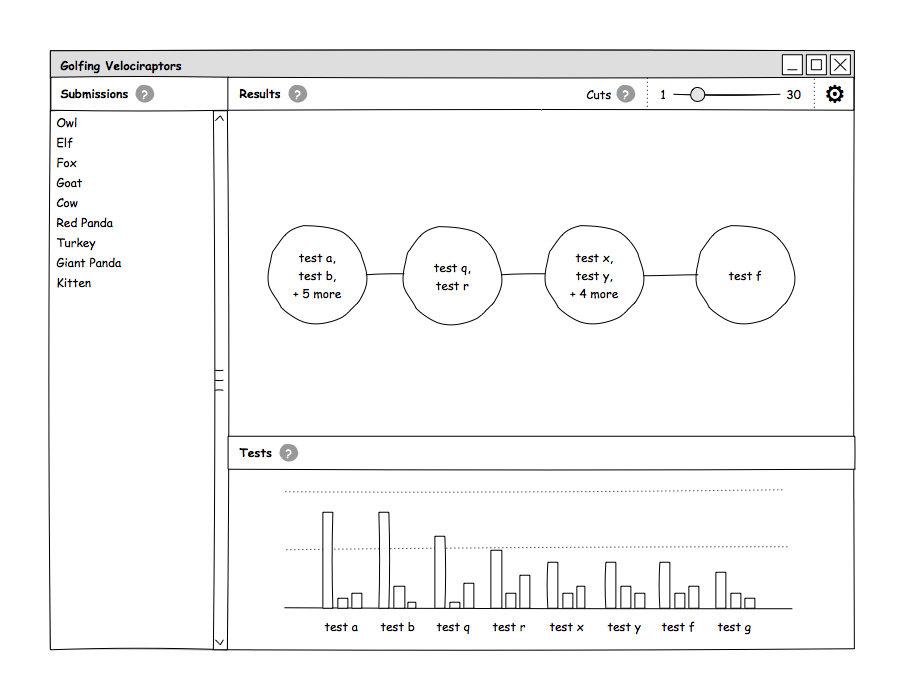 Golfing Velociraptors
Submissions ?
Results ?
Cuts ?
1
30
Owl
Elf
Fox
Goat
Cow
Red Panda
Turkey
Giant Panda
Kitten
test a,
test b,
+ 5 more
test q,
test r
test x,
test y,
+ 4 more
test f
Tests ?
test a
test b
test q
test r
test x
test y
test f
test g